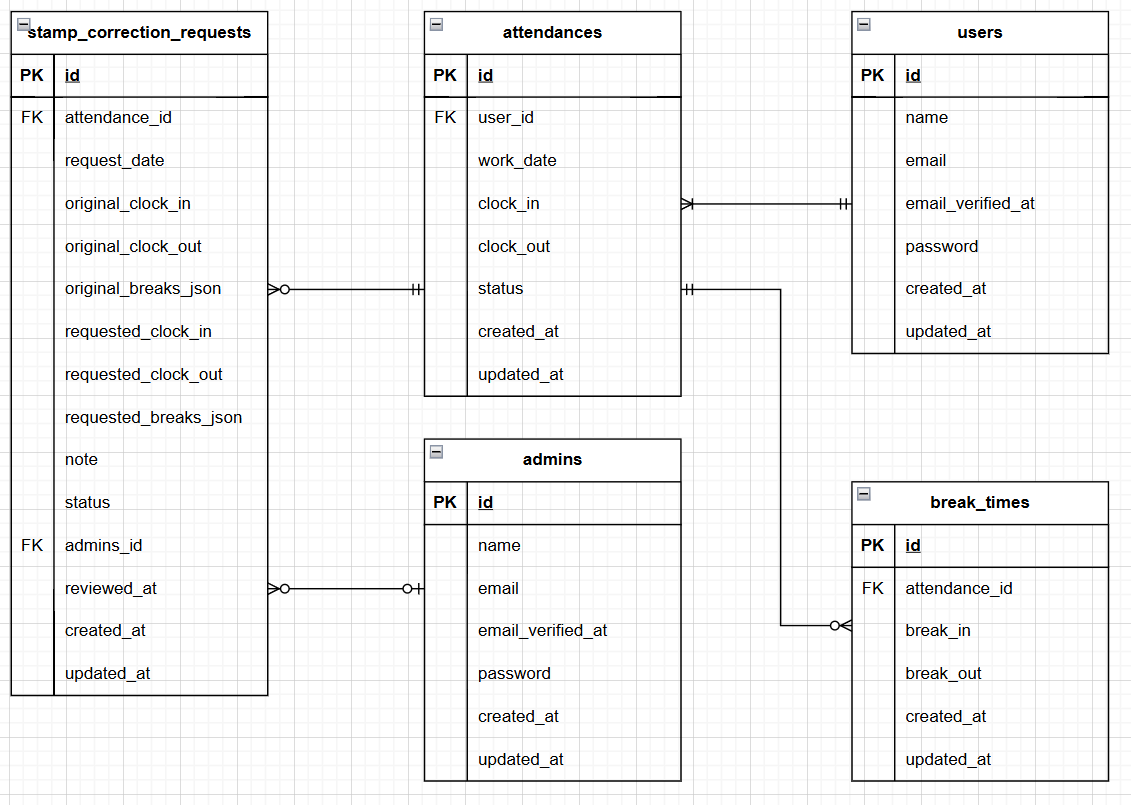 stamp_correction_requests
PK id
FK attendance_id
request_date
original_clock_in
original_clock_out
original_breaks_json
requested_clock_in
requested_clock_out
requested_breaks_json
note
status
FK admins_id
reviewed_at
created_at
updated_at
attendances
PK id
FK user_id
work_date
clock_in
clock_out
status
created_at
updated_at
users
PK id
name
email
email_verified_at
password
created_at
updated_at
admins
PK id
name
email
email_verified_at
password
created_at
updated_at
break_times
PK id
FK attendance_id
break_in
break_out
created_at
updated_at